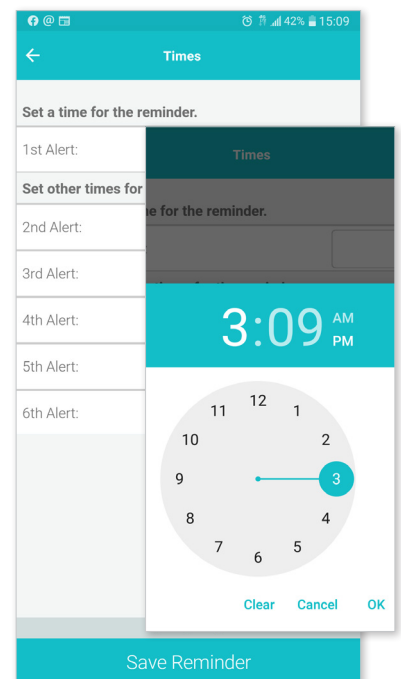 42% 15:09
Times
Set a time for the reminder.
1st Alert:
Set other times for
2nd Alert:
3rd Alert:
4th Alert:
5th Alert:
6th Alert:
Save Reminder
Times
e for the reminder.
3:09
AM
PM
12
11 1
10 2
9 3
8 4
7 5
6
Clear Cancel OK